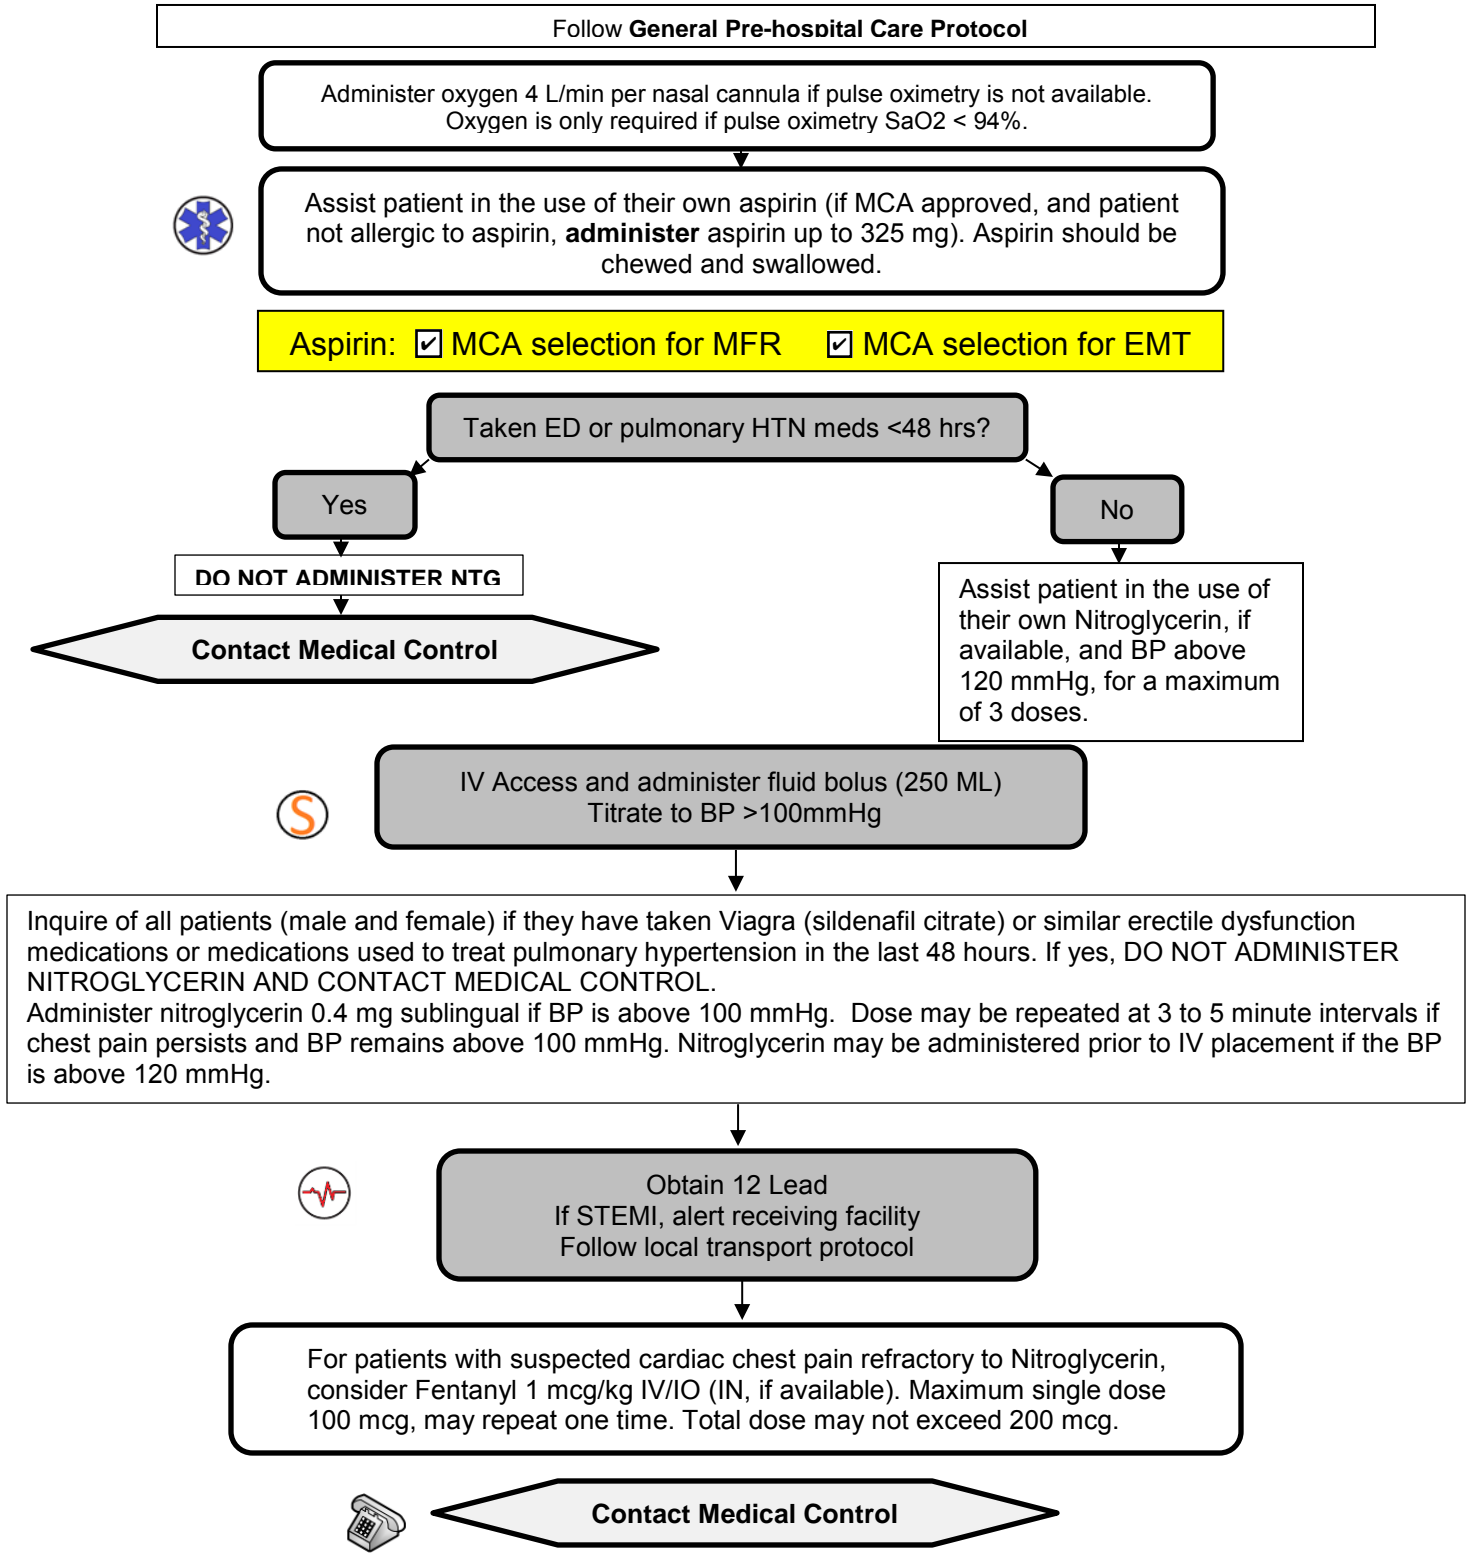 Follow General Pre-hospital Care Protocol
Administer oxygen 4 L/min per nasal cannula if pulse oximetry is not available.
Oxygen is only required if pulse oximetry SaO2 < 94%.
Assist patient in the use of their own aspirin (if MCA approved, and patient
not allergic to aspirin, administer aspirin up to 325 mg). Aspirin should be
chewed and swallowed.
Aspirin: ☑ MCA selection for MFR ☑ MCA selection for EMT
Taken ED or pulmonary HTN meds <48 hrs?
Yes
No
DO NOT ADMINISTER NTG
Contact Medical Control
Assist patient in the use of
their own Nitroglycerin, if
available, and BP above
120 mmHg, for a maximum
of 3 doses.
IV Access and administer fluid bolus (250 ML)
Titrate to BP >100mmHg
S
Inquire of all patients (male and female) if they have taken Viagra (sildenafil citrate) or similar erectile dysfunction
medications or medications used to treat pulmonary hypertension in the last 48 hours. If yes, DO NOT ADMINISTER
NITROGLYCERIN AND CONTACT MEDICAL CONTROL.
Administer nitroglycerin 0.4 mg sublingual if BP is above 100 mmHg. Dose may be repeated at 3 to 5 minute intervals if
chest pain persists and BP remains above 100 mmHg. Nitroglycerin may be administered prior to IV placement if the BP
is above 120 mmHg.
Obtain 12 Lead
If STEMI, alert receiving facility
Follow local transport protocol
For patients with suspected cardiac chest pain refractory to Nitroglycerin,
consider Fentanyl 1 mcg/kg IV/IO (IN, if available). Maximum single dose
100 mcg, may repeat one time. Total dose may not exceed 200 mcg.
Contact Medical Control